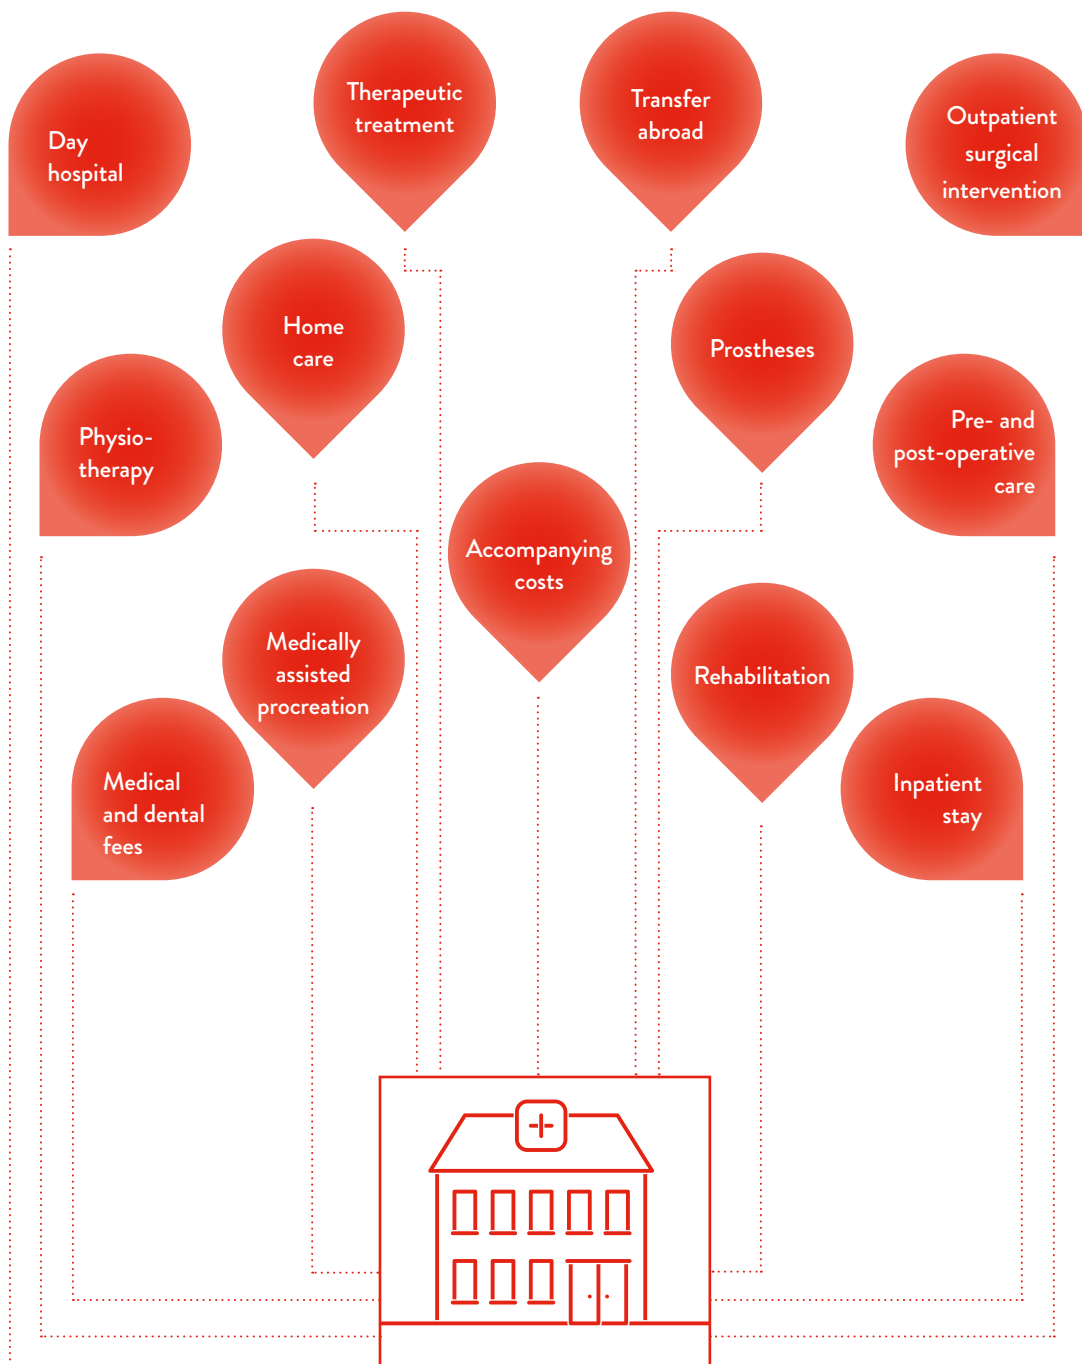 Day
hospital
Therapeutic
treatment
Transfer
abroad
Outpatient
surgical
intervention
Home
care
Prostheses
Physio-
therapy
Pre- and
post-operative
care
Accompanying
costs
Medically
assisted
procreation
Rehabilitation
Medical
and dental
fees
Inpatient
stay